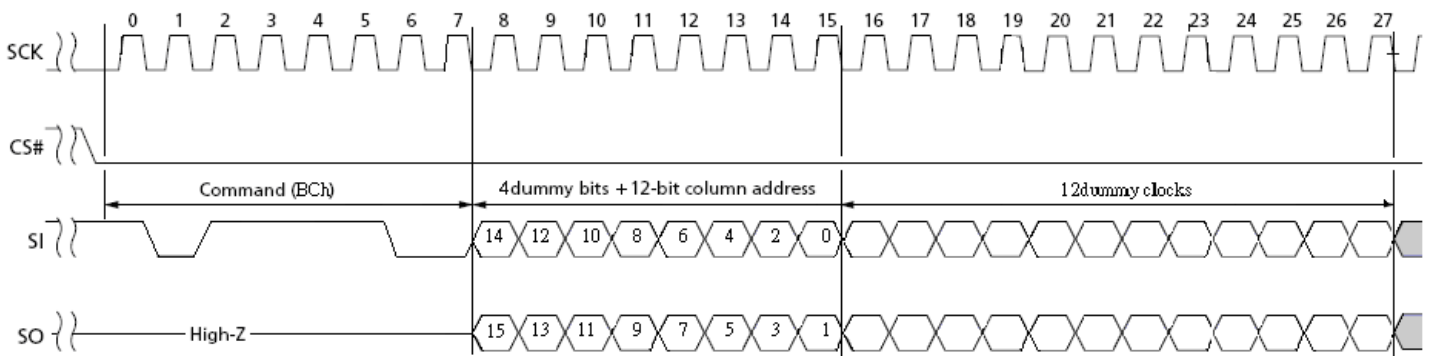 0 1 2 3 4 5 6 7 8 9 10 11 12 13 14 15 16 17 18 19 20 21 22 23 24 25 26 27
SCK
CS#
Command (BCh) 4dummy bits + 12-bit column address 12dummy clocks
SI 14 12 10 8 6 4 2 0
SO High-Z 15 13 11 9 7 5 3 1